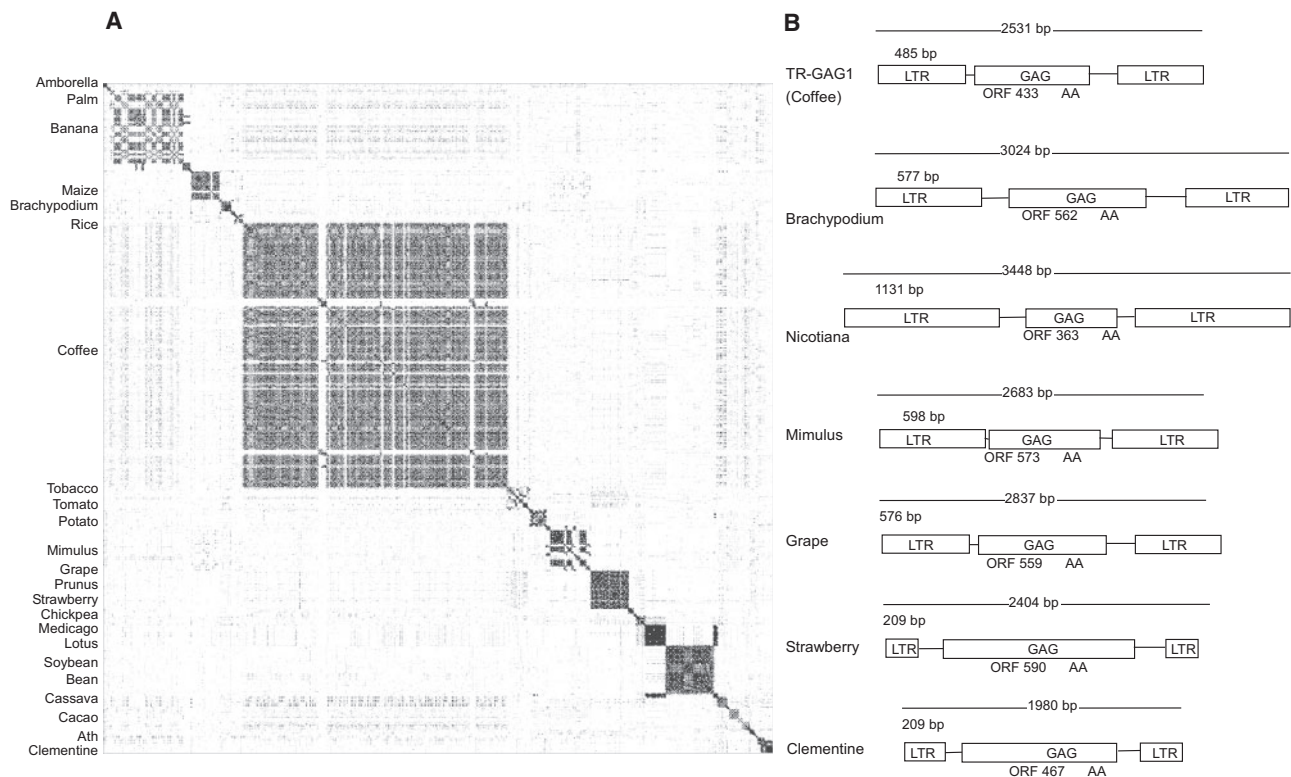 A
Amborella
Palm
Banana
Maize
Brachypodium
Rice
Coffee
Tobacco
Tomato
Potato
Mimulus
Grape
Prunus
Strawberry
Chickpea
Medicago
Lotus
Soybean
Bean
Cassava
Cacao
Ath
Clementine
B
2531 bp
485 bp
TR-GAG1
(Coffee)
LTR GAG LTR
ORF 433 AA
3024 bp
577 bp
Brachypodium
LTR GAG LTR
ORF 562 AA
3448 bp
1131 bp
Nicotiana
LTR GAG LTR
ORF 363 AA
2683 bp
598 bp
Mimulus
LTR GAG LTR
ORF 573 AA
2837 bp
576 bp
Grape
LTR GAG LTR
ORF 559 AA
2404 bp
209 bp
Strawberry
LTR GAG LTR
ORF 590 AA
1980 bp
209 bp
Clementine
LTR GAG LTR
ORF 467 AA